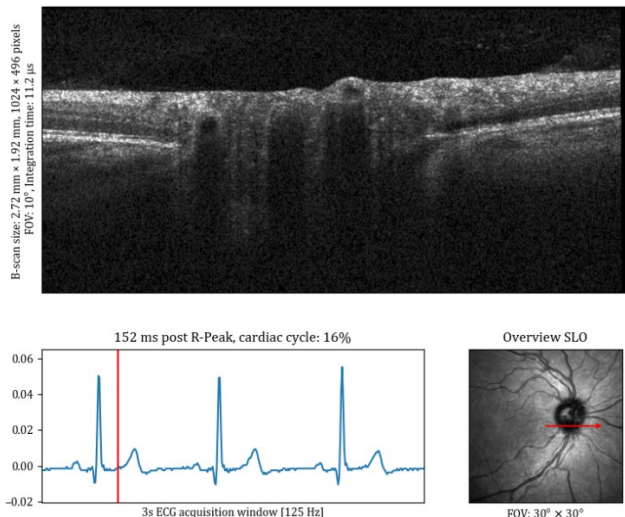 B-scan size: 2.72 mm × 1.92 mm, 1024 × 496 pixels
FOV: 10°, Integration time: 11.2 μs
152 ms post R-Peak, cardiac cycle: 16%
0.06
0.04
0.02
0.00
−0.02
3s ECG acquisition window [125 Hz]
Overview SLO
FOV: 30° × 30°